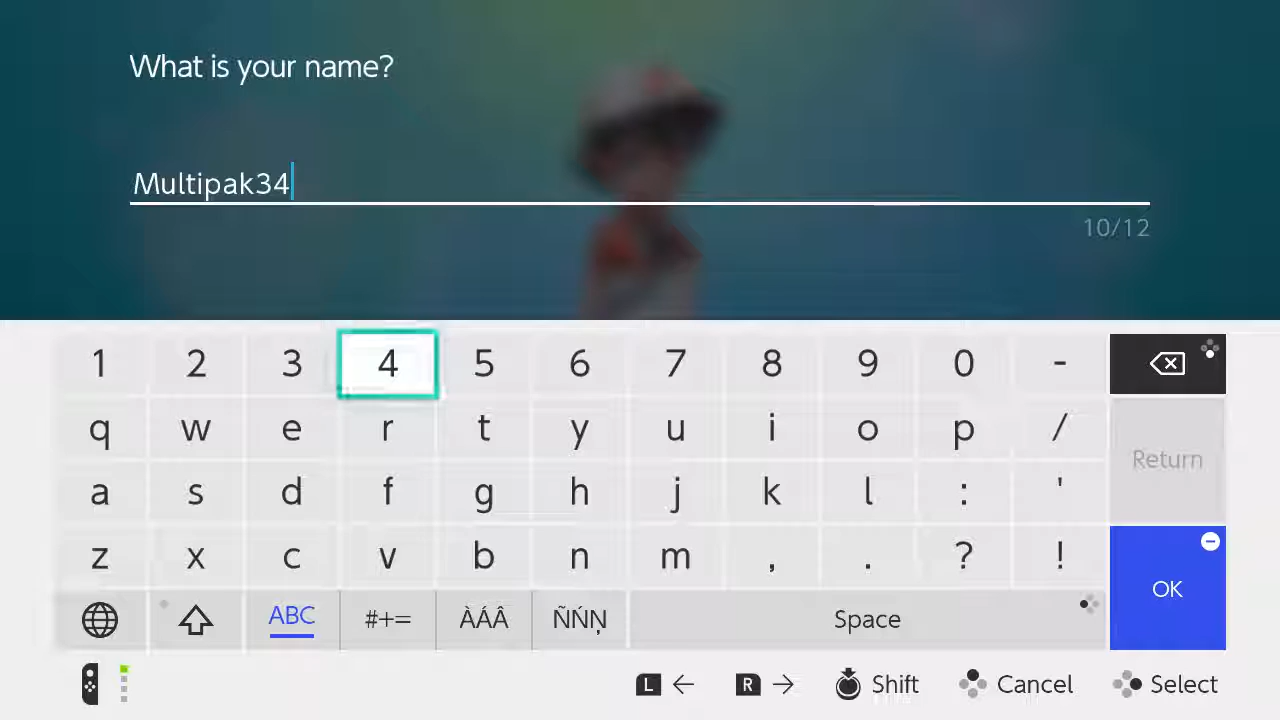 What is your name?
Multipak34
10/12
1 2 3 4 5 6 7 8 9 0 -
q w e r t y u i o p /
Return
a s d f g h j k l : '
z x c v b n m , . ? !
OK
ABC #+= ÀÁÂ ÑŃŅ Space
L ← R → Shift Cancel Select